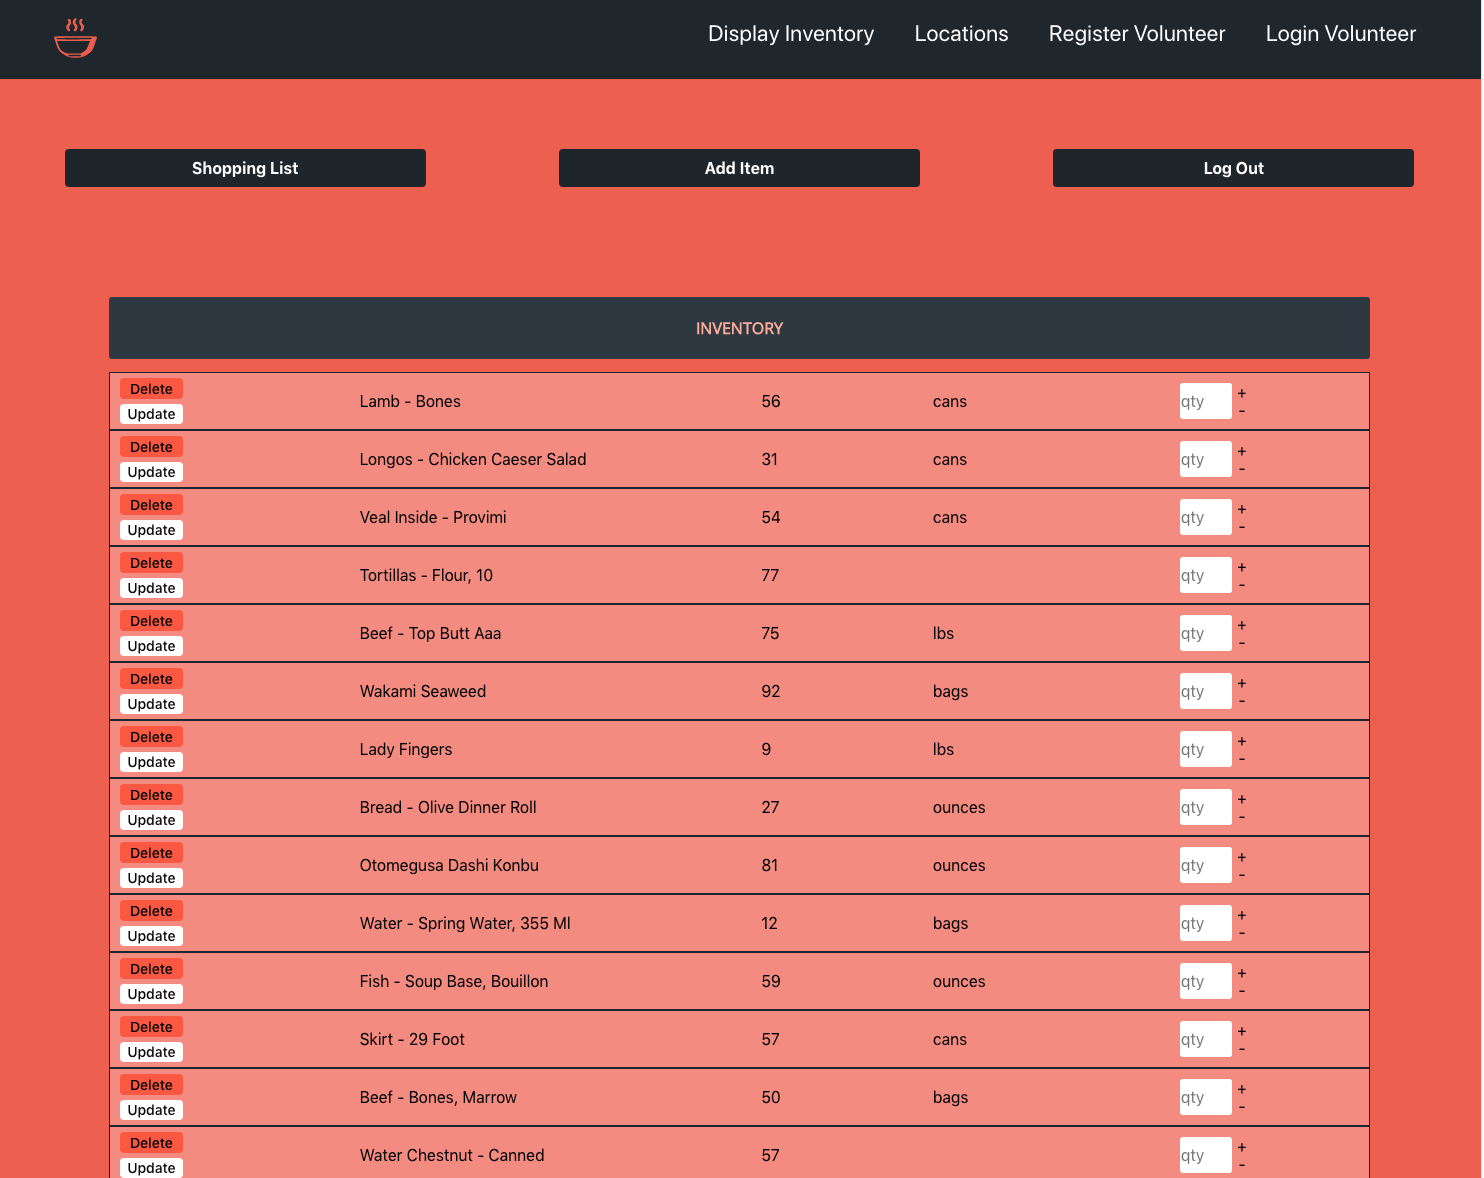 Display Inventory Locations Register Volunteer Login Volunteer
Shopping List Add Item Log Out
INVENTORY
Delete
Update
Lamb - Bones 56 cans qty + -
Delete
Update
Longos - Chicken Caeser Salad 31 cans qty + -
Delete
Update
Veal Inside - Provimi 54 cans qty + -
Delete
Update
Tortillas - Flour, 10 77 qty + -
Delete
Update
Beef - Top Butt Aaa 75 lbs qty + -
Delete
Update
Wakami Seaweed 92 bags qty + -
Delete
Update
Lady Fingers 9 lbs qty + -
Delete
Update
Bread - Olive Dinner Roll 27 ounces qty + -
Delete
Update
Otomegusa Dashi Konbu 81 ounces qty + -
Delete
Update
Water - Spring Water, 355 Ml 12 bags qty + -
Delete
Update
Fish - Soup Base, Bouillon 59 ounces qty + -
Delete
Update
Skirt - 29 Foot 57 cans qty + -
Delete
Update
Beef - Bones, Marrow 50 bags qty + -
Delete
Update
Water Chestnut - Canned 57 qty + -